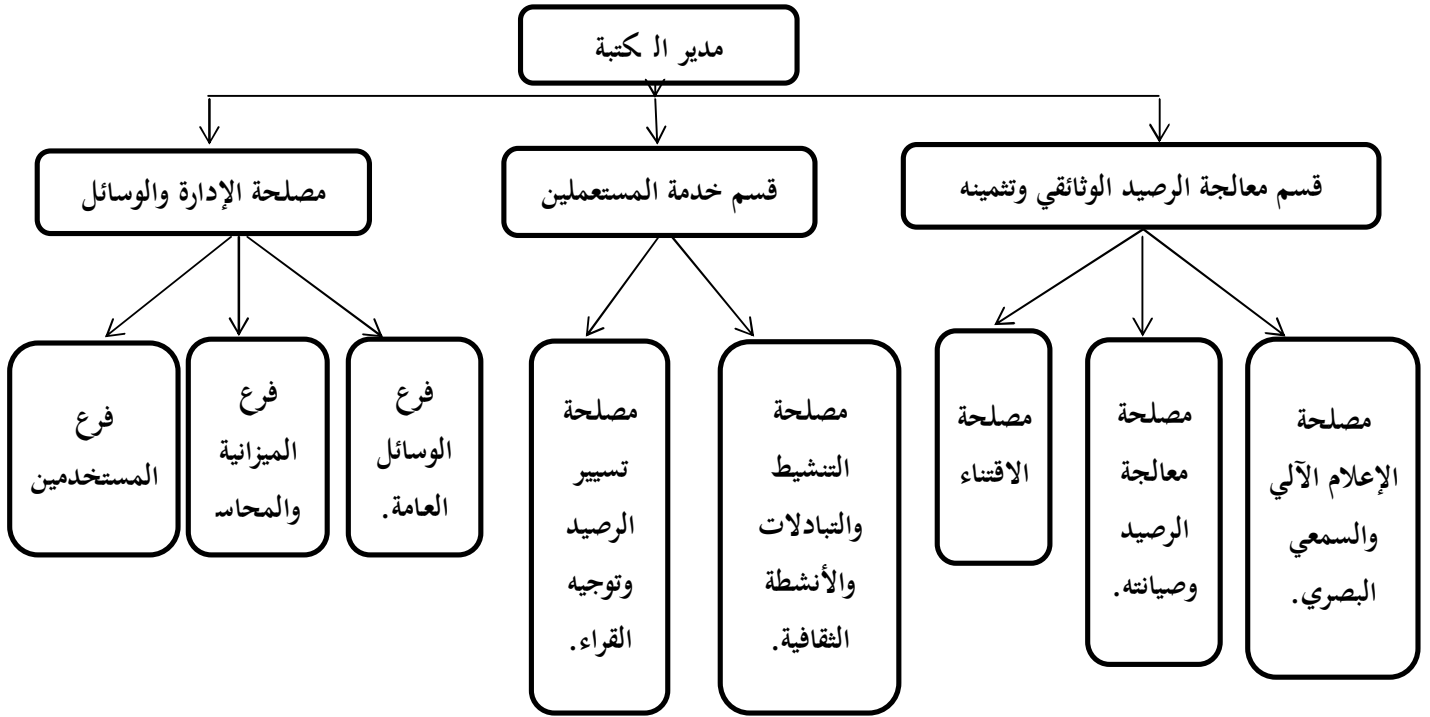 مدير ال كتبة
قسم معالجة الرصيد الوثائقي وتثمينه
قسم خدمة المستعملين
مصلحة الإدارة والوسائل
مصلحة
الإعلام الآلي
والسمعي
البصري.
مصلحة
معالجة
الرصيد
وصيانته.
مصلحة
الاقتناء
مصلحة
التنشيط
والتبادلات
والأنشطة
الثقافية.
مصلحة
تسيير
الرصيد
وتوجيه
القراء.
فرع
الوسائل
العامة.
فرع
الميزانية
والمحاسـ
فرع
المستخدمين